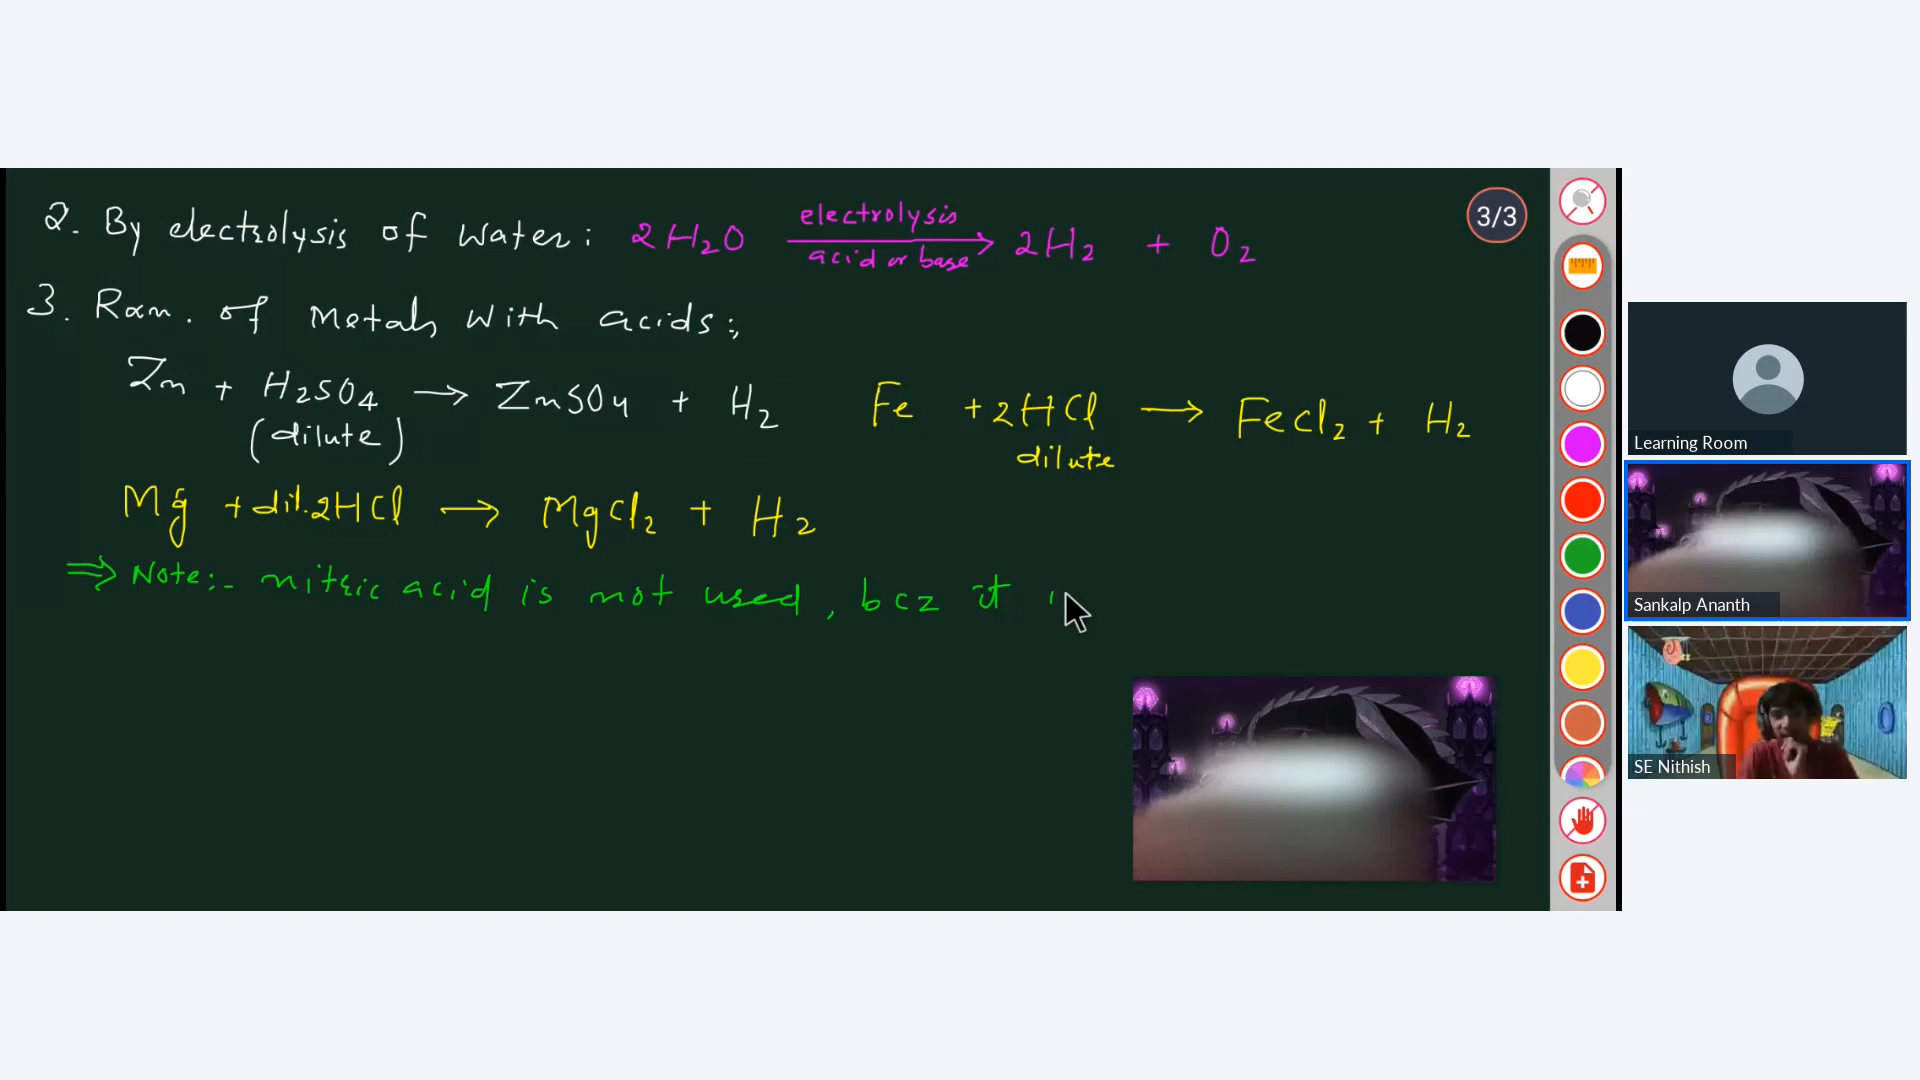 2. By electrolysis of water: 2H₂O electrolysis acid or base → 2H₂ + O₂
3/3
3. Rxn. of metals with acids:
Zn + H₂SO₄ (dilute) → ZnSO₄ + H₂
Fe + 2HCl dilute → FeCl₂ + H₂
Mg + dil. 2HCl → MgCl₂ + H₂
⇒ Note:- nitric acid is not used, bcz it
Learning Room
Sankalp Ananth
SE Nithish